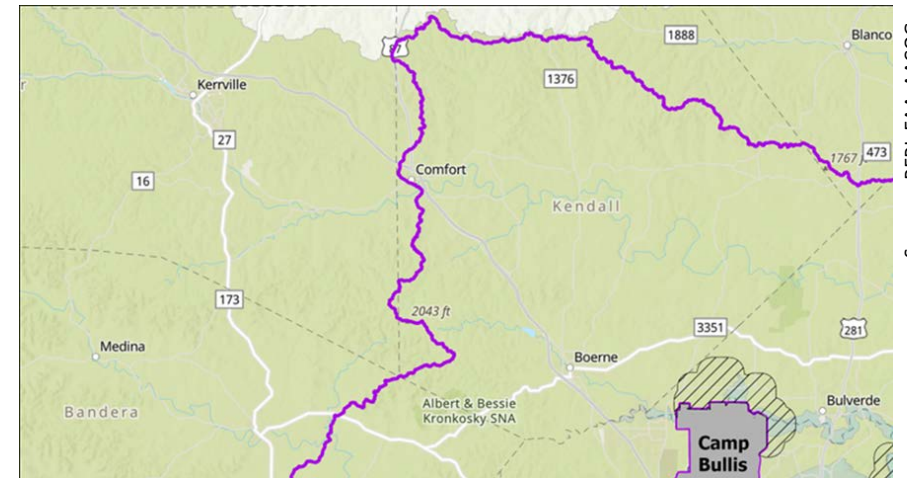 1888
Blanco
87
1376
Kerrville
27
473
1767
Comfort
16
Kendall
173
2043 ft
3351
281
Medina
Boerne
Albert & Bessie
Kronkosky SNA
Bandera
Bulverde
Camp
Bullis